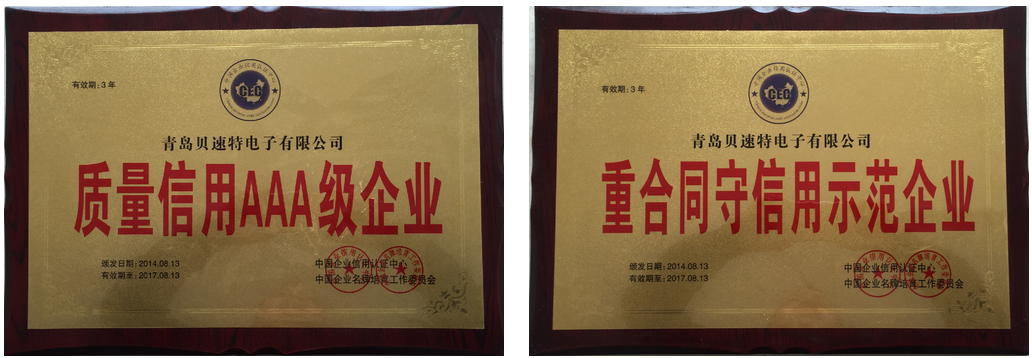 有效期：3年
CEC
青岛贝速特电子有限公司
质量信用AAA级企业
颁发日期：2014.08.13
有效期至：2017.08.13
中国企业信用认证中心
中国企业名牌培育工作委员会
有效期：3年
CEC
青岛贝速特电子有限公司
重合同守信用示范企业
颁发日期：2014.08.13
有效期至：2017.08.13
中国企业信用认证中心
中国企业名牌培育工作委员会